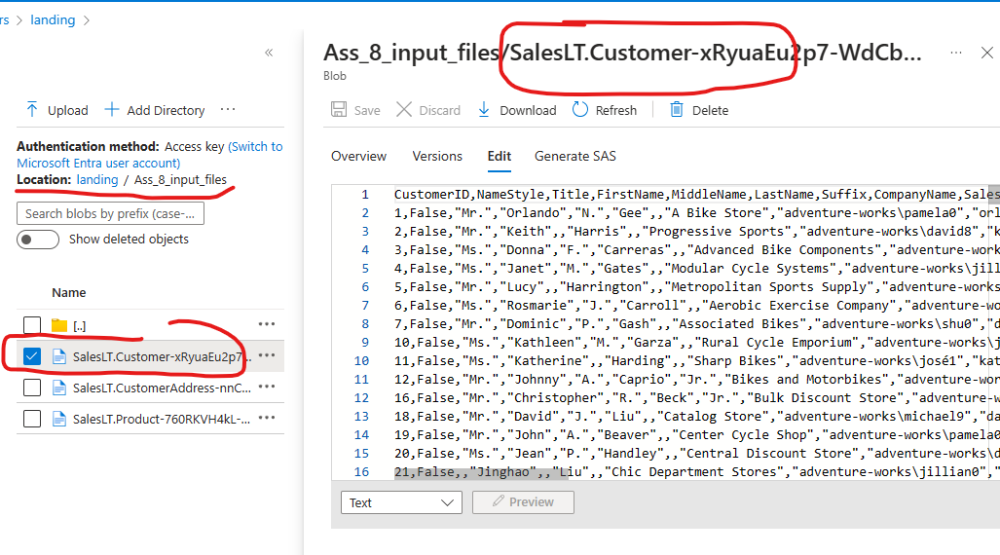 rs > landing >
«
Upload
Add Directory
...
Authentication method: Access key (Switch to
Microsoft Entra user account)
Location: landing / Ass_8_input_files
Search blobs by prefix (case-...
Show deleted objects
Name
[..]
...
SalesLT.Customer-xRyuaEu2p7...
...
SalesLT.CustomerAddress-nnC...
...
SalesLT.Product-760RKVH4kL-...
...
Ass_8_input_files/SalesLT.Customer-xRyuaEu2p7-WdCb...
...
Blob
Save
Discard
Download
Refresh
Delete
Overview
Versions
Edit
Generate SAS
1 CustomerID,NameStyle,Title,FirstName,MiddleName,LastName,Suffix,CompanyName,Sales
2 1,False,"Mr.","Orlando","N.","Gee",,"A Bike Store","adventure-works\pamela0","orl
3 2,False,"Mr.","Keith",,"Harris",,"Progressive Sports","adventure-works\david8","k
4 3,False,"Ms.","Donna","F.","Carreras",,"Advanced Bike Components","adventure-work
5 4,False,"Ms.","Janet","M.","Gates",,"Modular Cycle Systems","adventure-works\jill
6 5,False,"Mr.","Lucy",,"Harrington",,"Metropolitan Sports Supply","adventure-works
7 6,False,"Ms.","Rosmarie","J.","Carroll",,"Aerobic Exercise Company","adventure-wo
8 7,False,"Mr.","Dominic","P.","Gash",,"Associated Bikes","adventure-works\shu0","d
9 10,False,"Ms.","Kathleen","M.","Garza",,"Rural Cycle Emporium","adventure-works\j
10 11,False,"Ms.","Katherine",,"Harding",,"Sharp Bikes","adventure-works\josé1","kat
11 12,False,"Mr.","Johnny","A.","Caprio","Jr.","Bikes and Motorbikes","adventure-wor
12 16,False,"Mr.","Christopher","R.","Beck","Jr.","Bulk Discount Store","adventure-w
13 18,False,"Mr.","David","J.","Liu",,"Catalog Store","adventure-works\michael9","da
14 19,False,"Mr.","John","A.","Beaver",,"Center Cycle Shop","adventure-works\pamela0
15 20,False,"Ms.","Jean","P.","Handley",,"Central Discount Store","adventure-works\d
16 21,False,,"Jinghao",,"Liu",,"Chic Department Stores","adventure-works\jillian0","
Text
Preview